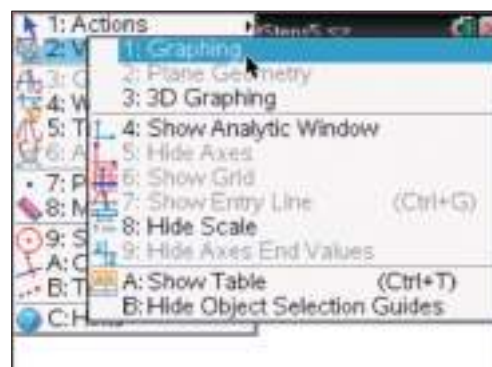 1: Actions
2: V
1: Graphing
2: Plane Geometry
3: 3D Graphing
4: W
4: Show Analytic Window
5: T
5: Hide Axes
6: A
6: Show Grid
7: P
7: Show Entry Line (Ctrl+G)
8: M
8: Hide Scale
9: S
9: Hide Axes End Values
A: C
A: Show Table (Ctrl+T)
B: T
B: Hide Object Selection Guides
C: H